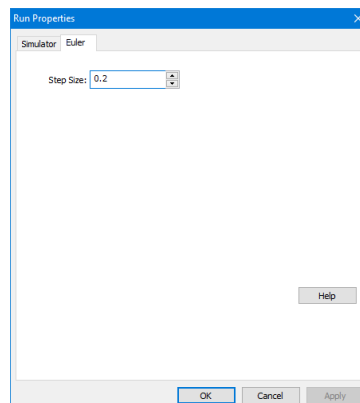 Run Properties
Simulator Euler
Step Size: 0.2
Help
OK Cancel Apply